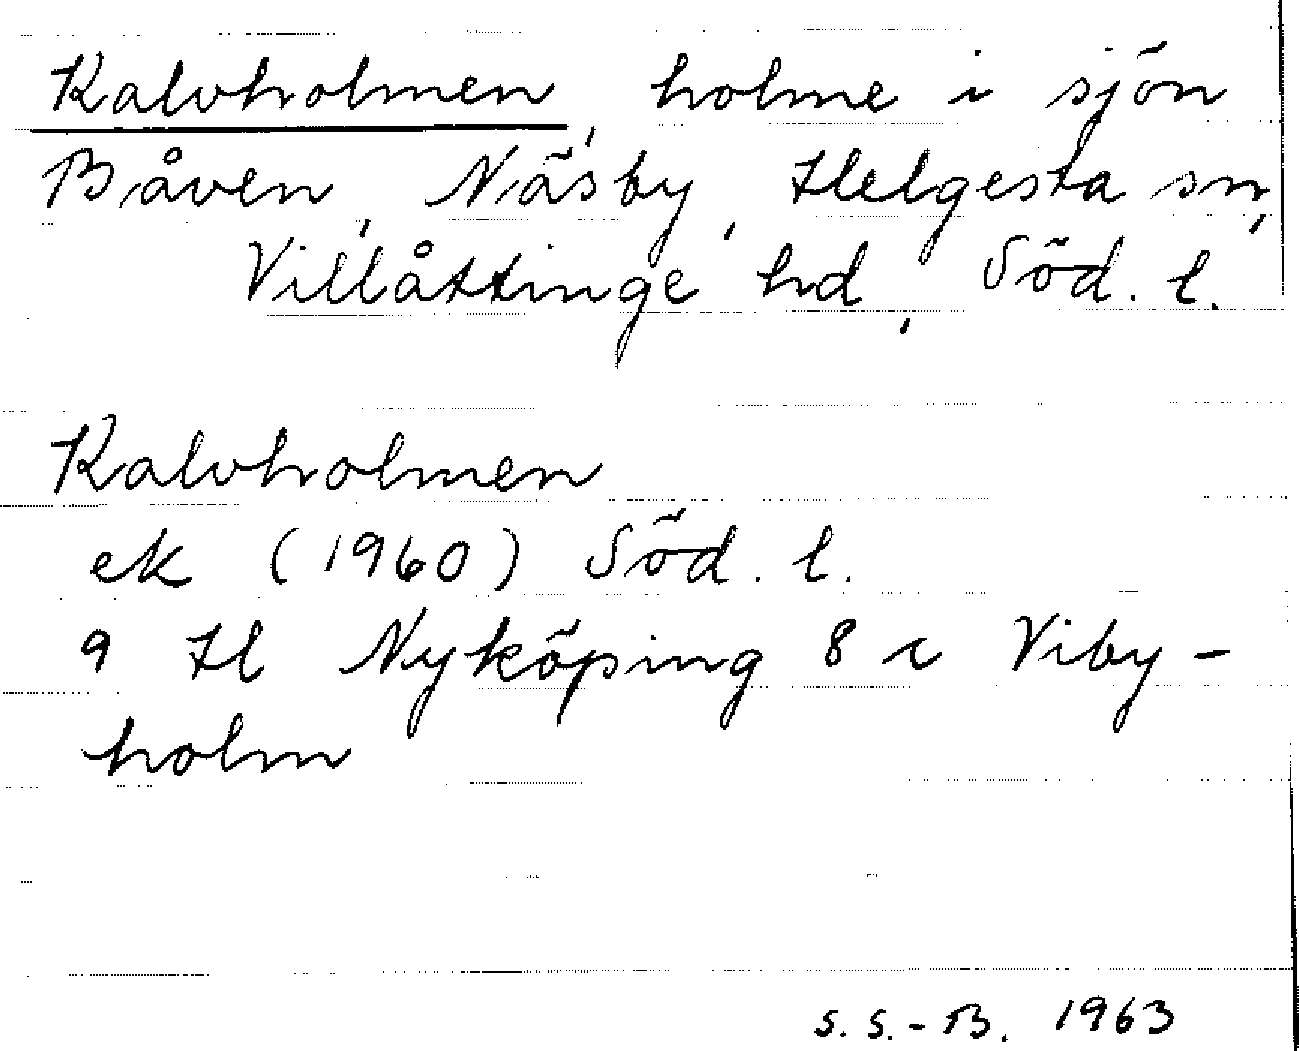 Kalvholmen, holme i sjön
Båven, Näsby, Helgesta sn,
Villåttinge hd, Söd. l.
Kalvholmen
ek (1960) Söd. l.
9 H Nyköping 8 c Viby-
holm
S. S.-B. 1963